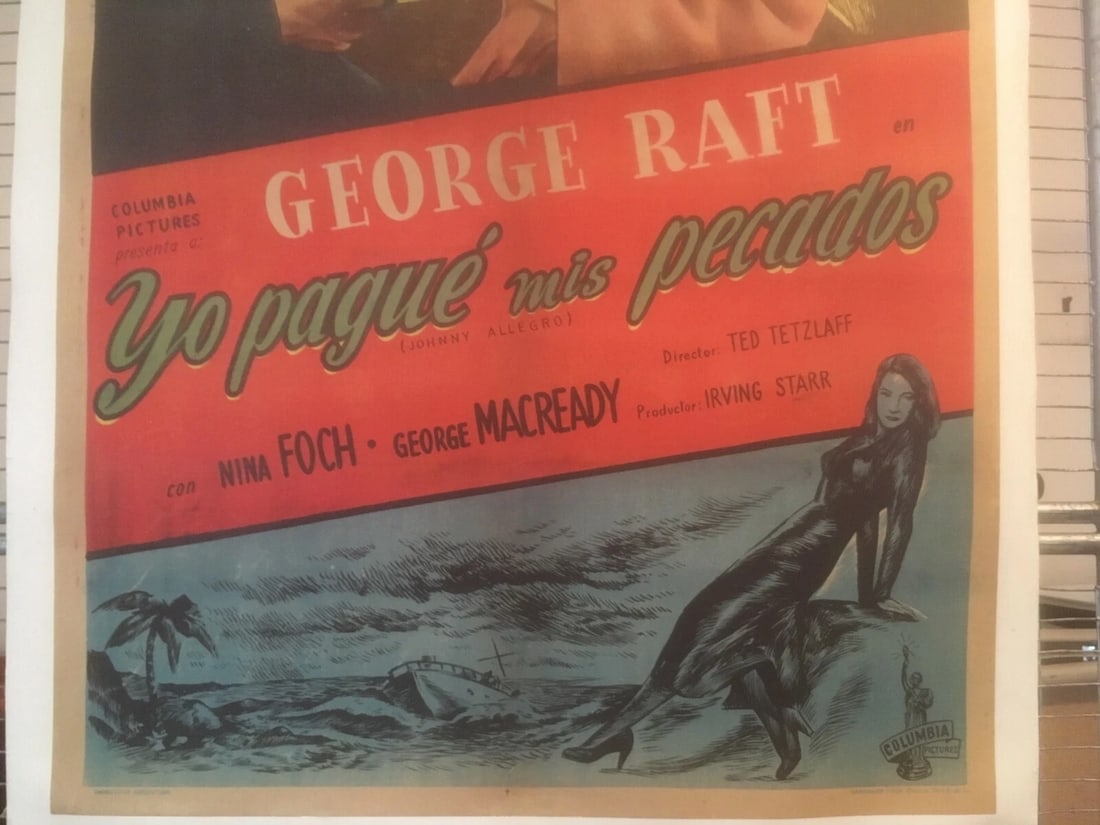 GEORGE RAFT en
COLUMBIA
PICTURES
presenta a:
Yo pagué mis pecados
(JOHNNY ALLEGRO)
Director: TED TETZLAFF
Productor: IRVING STARR
con NINA FOCH • GEORGE MACREADY
COLUMBIA
PICTURES